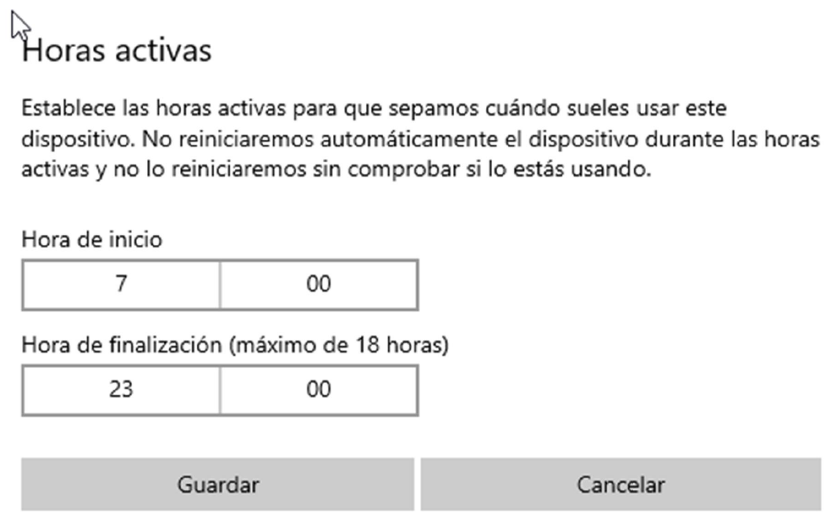 Horas activas
Establece las horas activas para que sepamos cuándo sueles usar este
dispositivo. No reiniciaremos automáticamente el dispositivo durante las horas
activas y no lo reiniciaremos sin comprobar si lo estás usando.
Hora de inicio
7 00
Hora de finalización (máximo de 18 horas)
23 00
Guardar Cancelar